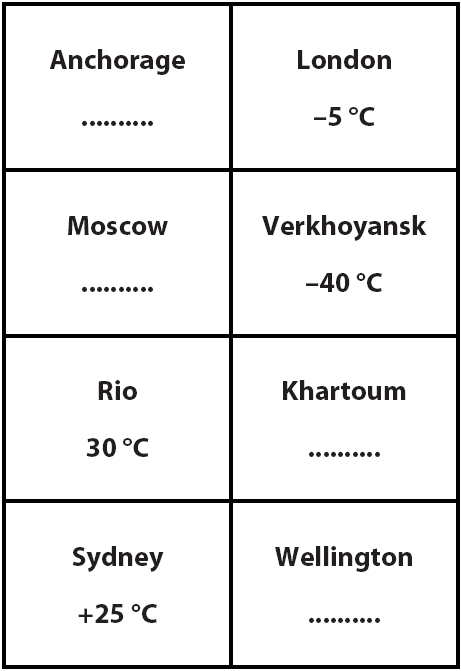 Anchorage
..........
London
–5 °C
Moscow
..........
Verkhoyansk
–40 °C
Rio
30 °C
Khartoum
..........
Sydney
+25 °C
Wellington
..........